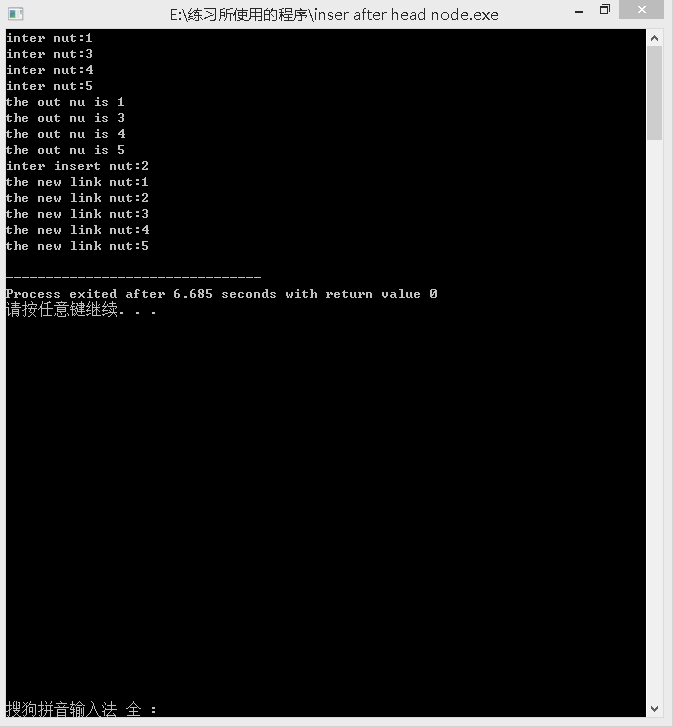 E:\练习所使用的程序\inser after head node.exe
inter nut:1
inter nut:3
inter nut:4
inter nut:5
the out nu is 1
the out nu is 3
the out nu is 4
the out nu is 5
inter insert nut:2
the new link nut:1
the new link nut:2
the new link nut:3
the new link nut:4
the new link nut:5
--------------------------------
Process exited after 6.685 seconds with return value 0
请按任意键继续. . .
搜狗拼音输入法 全 :